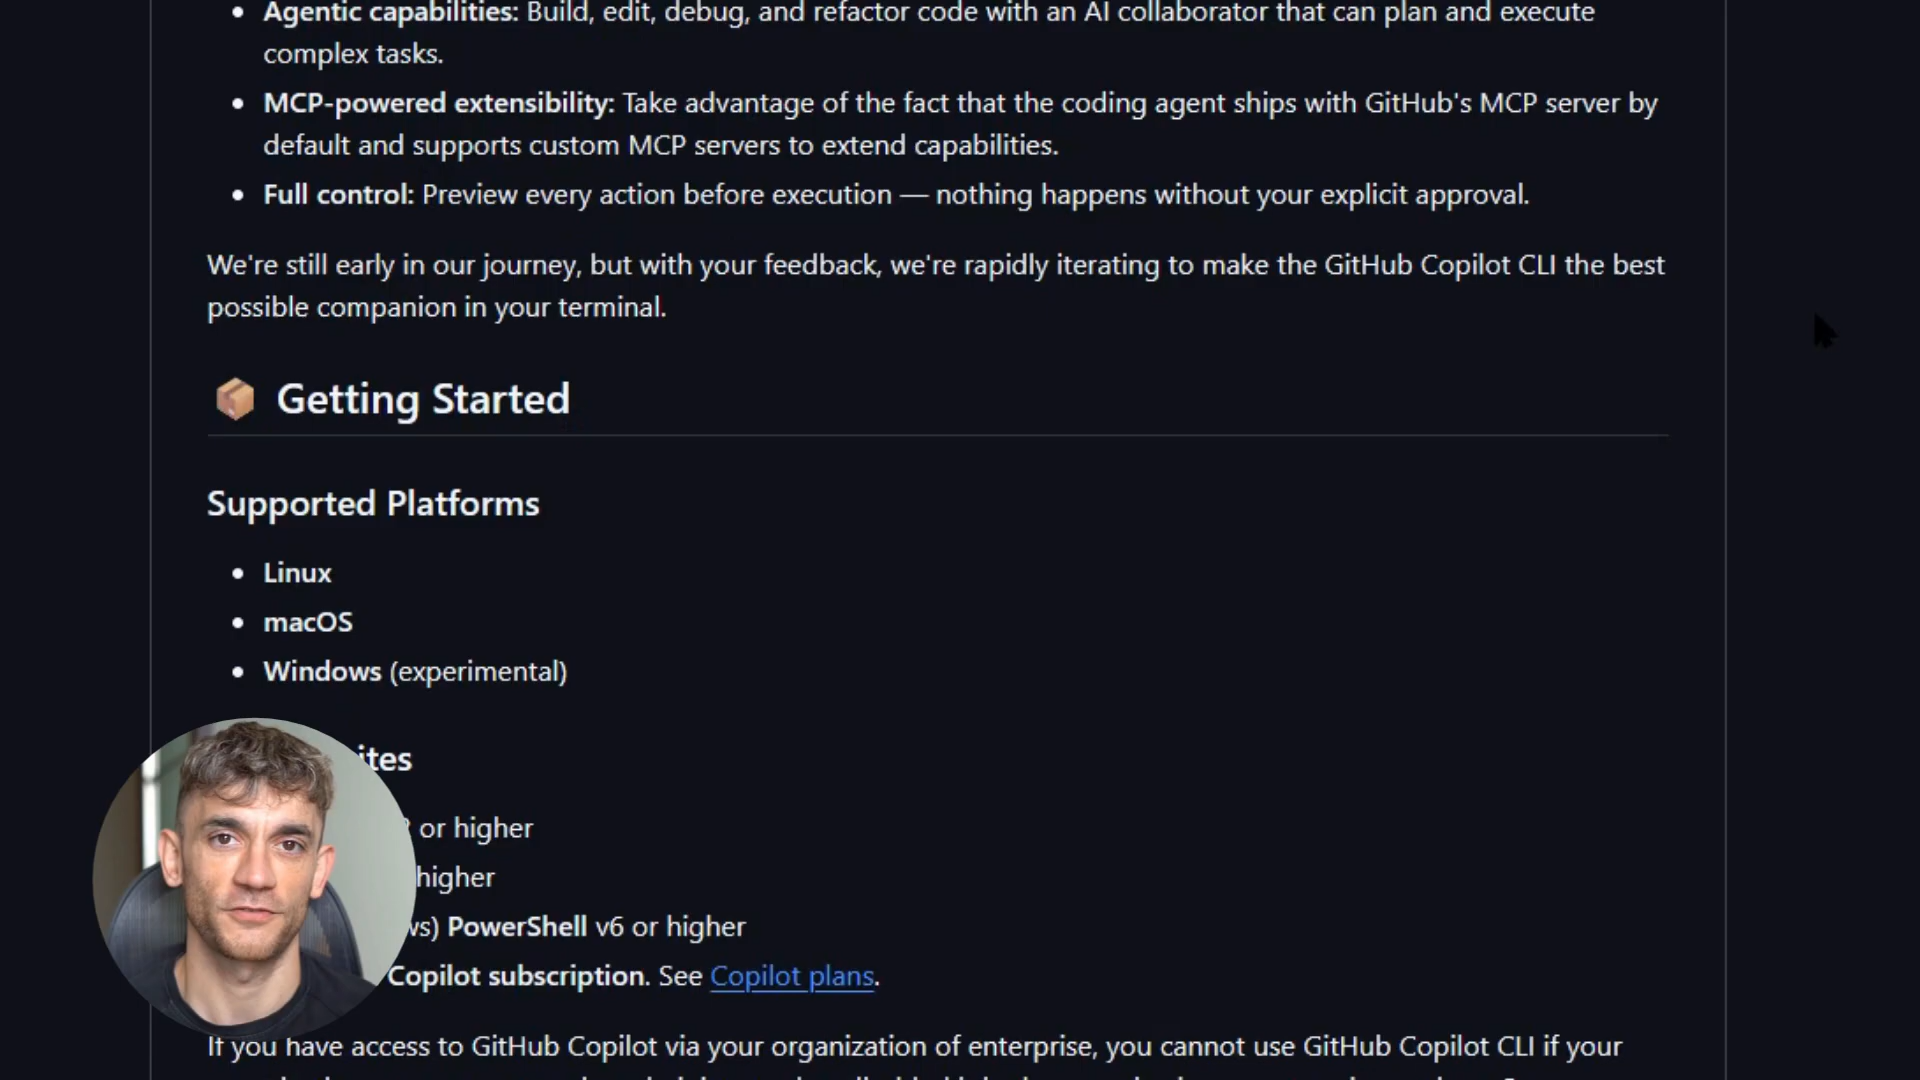 Agentic capabilities: Build, edit, debug, and refactor code with an AI collaborator that can plan and execute
complex tasks.
MCP-powered extensibility: Take advantage of the fact that the coding agent ships with GitHub's MCP server by
default and supports custom MCP servers to extend capabilities.
Full control: Preview every action before execution — nothing happens without your explicit approval.
We're still early in our journey, but with your feedback, we're rapidly iterating to make the GitHub Copilot CLI the best
possible companion in your terminal.
📦 Getting Started
Supported Platforms
Linux
macOS
Windows (experimental)
or higher
higher
PowerShell v6 or higher
Copilot subscription. See Copilot plans.
If you have access to GitHub Copilot via your organization of enterprise, you cannot use GitHub Copilot CLI if your